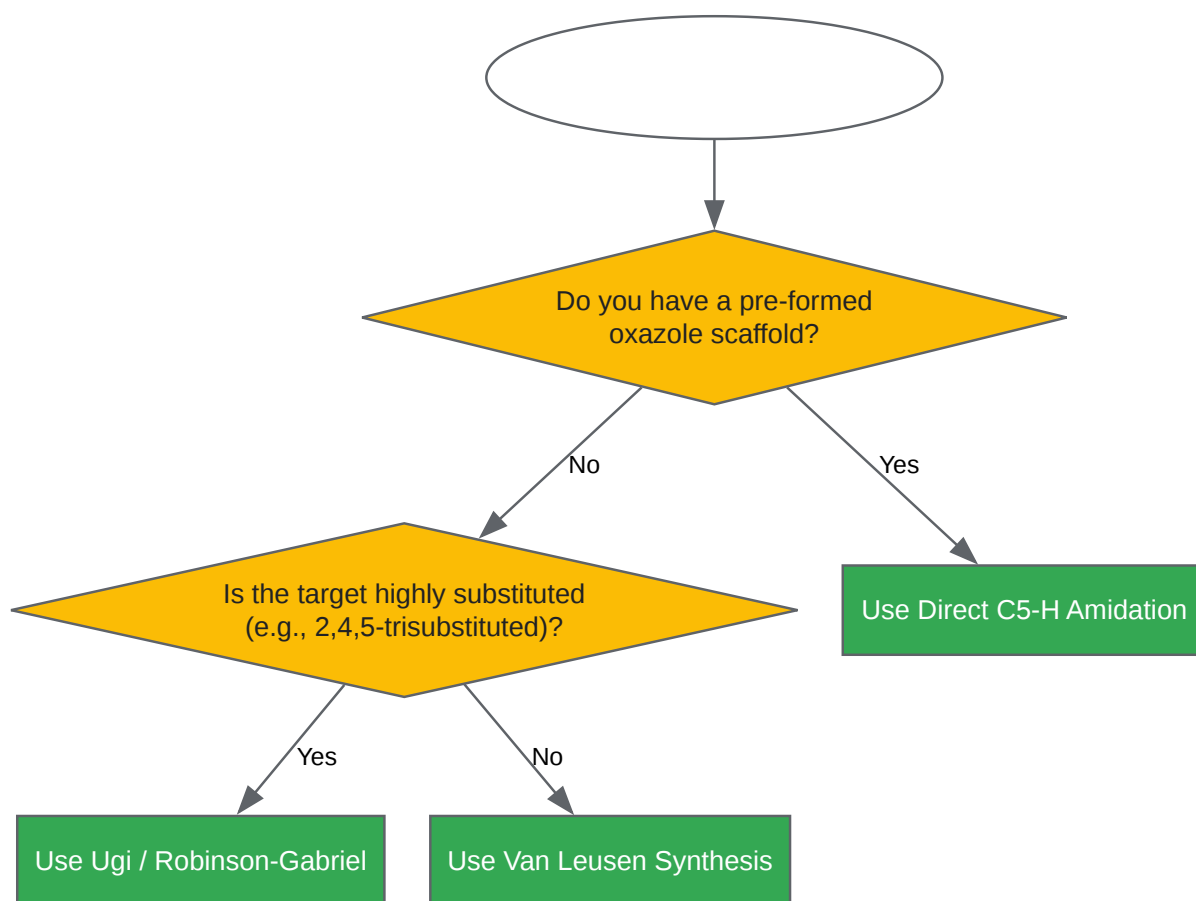 Do you have a pre-formed
oxazole scaffold?
No
Yes
Is the target highly substituted
(e.g., 2,4,5-trisubstituted)?
Use Direct C5-H Amidation
Yes
No
Use Ugi / Robinson-Gabriel
Use Van Leusen Synthesis